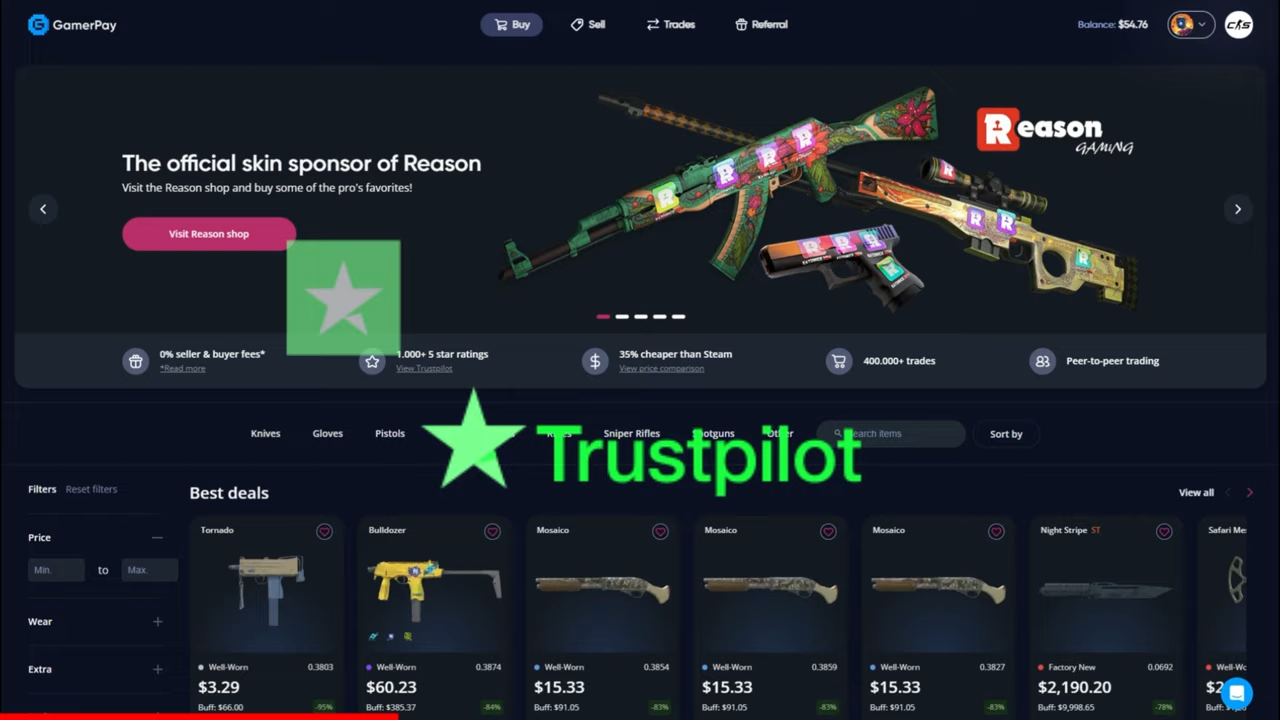 GamerPay
Buy
Sell
Trades
Referral
Balance: $54.76
The official skin sponsor of Reason
Visit the Reason shop and buy some of the pro's favorites!
Visit Reason shop
Reason
GAMING
0% seller & buyer fees*
*Read more
1.000+ 5 star ratings
View Trustpilot
35% cheaper than Steam
View price comparison
400.000+ trades
Peer-to-peer trading
Knives
Gloves
Pistols
Sniper Rifles
Shotguns
Other
Search items
Sort by
Trustpilot
Filters
Reset filters
Best deals
View all
Price
Min.
to
Max.
Wear
Extra
Tornado
Bulldozer
Mosaico
Mosaico
Mosaico
Night Stripe ST
Well-Worn 0.3803
Well-Worn 0.3874
Well-Worn 0.3854
Well-Worn 0.3859
Well-Worn 0.3827
Factory New 0.0692
$3.29
$60.23
$15.33
$15.33
$15.33
$2,190.20
Buff: $66.00 -95%
Buff: $385.37 -84%
Buff: $91.05 -83%
Buff: $91.05 -83%
Buff: $91.05 -83%
Buff: $9,998.65 -78%